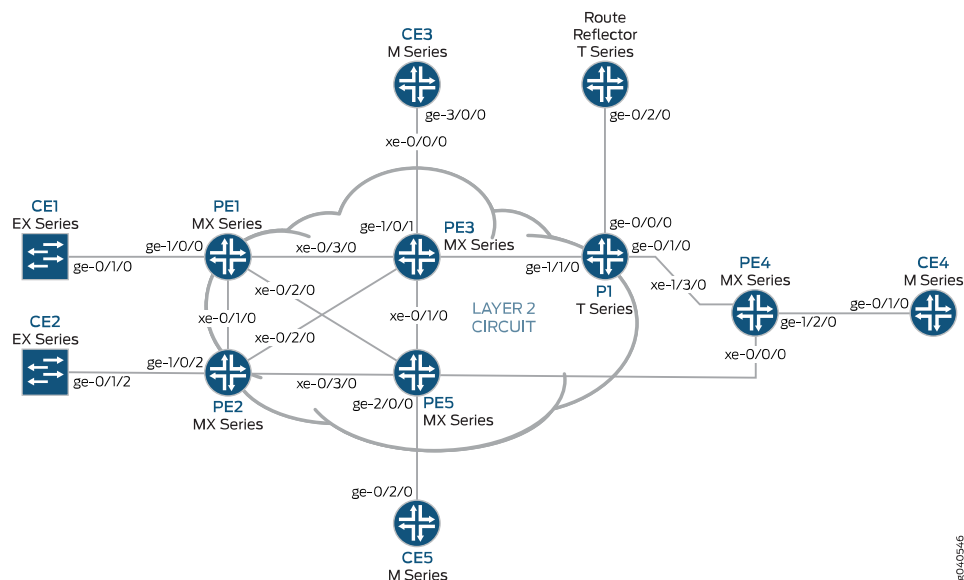 CE3
M Series
Route
Reflector
T Series
ge-3/0/0
ge-0/2/0
xe-0/0/0
CE1
EX Series
PE1
MX Series
ge-1/0/0
ge-0/1/0
xe-0/3/0
ge-1/0/1
PE3
MX Series
ge-0/0/0
ge-0/1/0
ge-1/1/0
P1
T Series
xe-1/3/0
PE4
MX Series
CE4
M Series
ge-0/1/0
ge-1/2/0
xe-0/2/0
xe-0/1/0
xe-0/2/0
xe-0/1/0
LAYER 2
CIRCUIT
CE2
EX Series
ge-1/0/2
ge-0/1/2
PE2
MX Series
xe-0/3/0
ge-2/0/0
PE5
MX Series
xe-0/0/0
ge-0/2/0
CE5
M Series
g040546